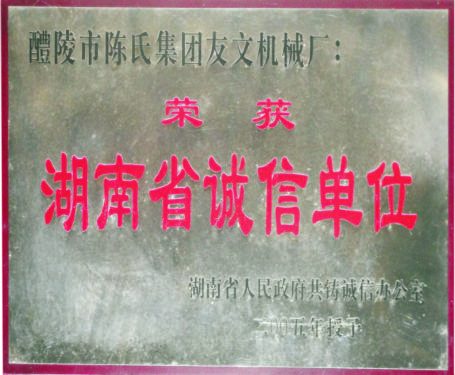 醴陵市陈氏集团友文机械厂：
荣获
湖南省诚信单位
湖南省人民政府共铸诚信办公室
二00五年授予